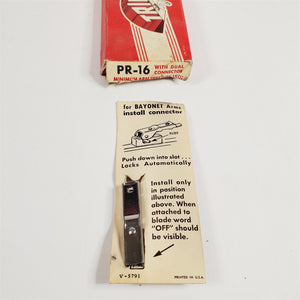 TRI
PR-16 WITH DUAL
CONNECTOR
for BAYONET Arms
install connector
Push down into slot . . .
Locks Automatically
Install only
in position
illustrated
above. When
attached to
blade word
"OFF" should
be visible.
V-5791
PRINTED IN U.S.A.